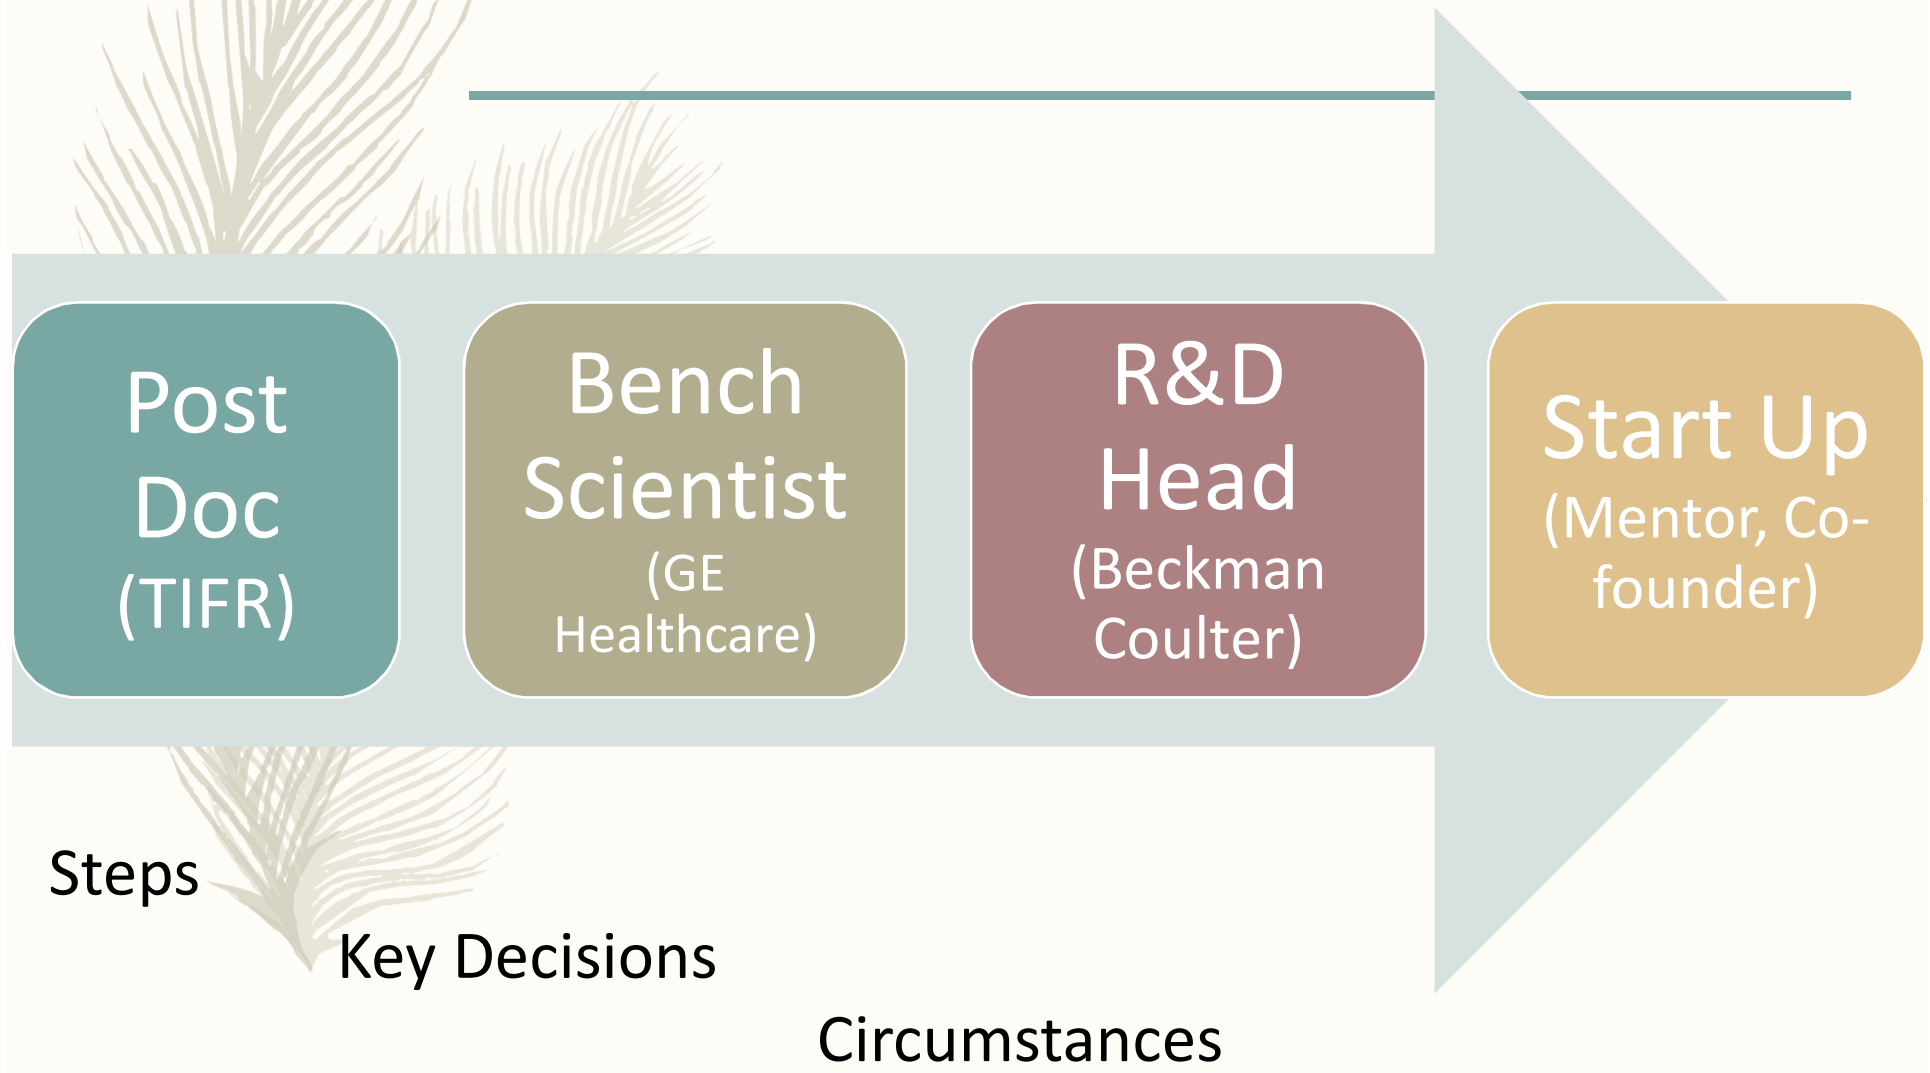 Post
Doc
(TIFR)
Bench
Scientist
(GE
Healthcare)
R&D
Head
(Beckman
Coulter)
Start Up
(Mentor, Co-
founder)
Steps
Key Decisions
Circumstances